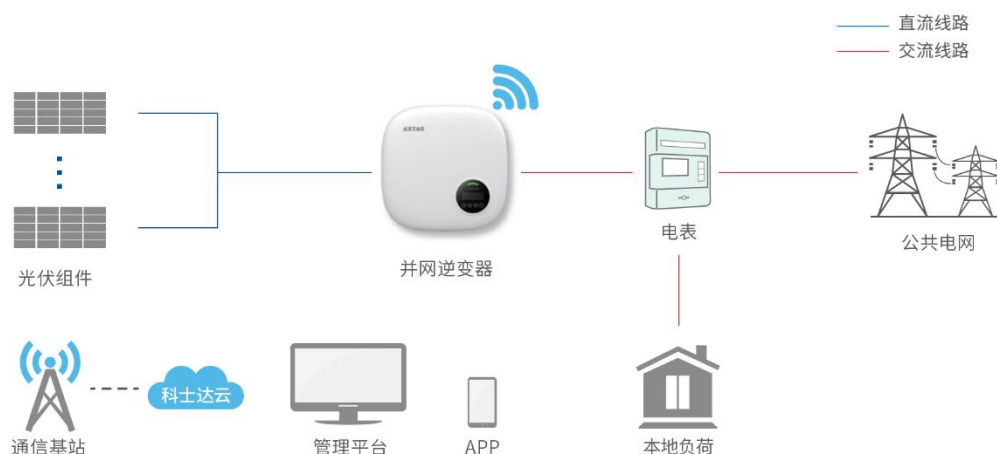 直流线路
交流线路
KSTAR
电表
公共电网
并网逆变器
光伏组件
科士达云
通信基站
管理平台
APP
本地负荷